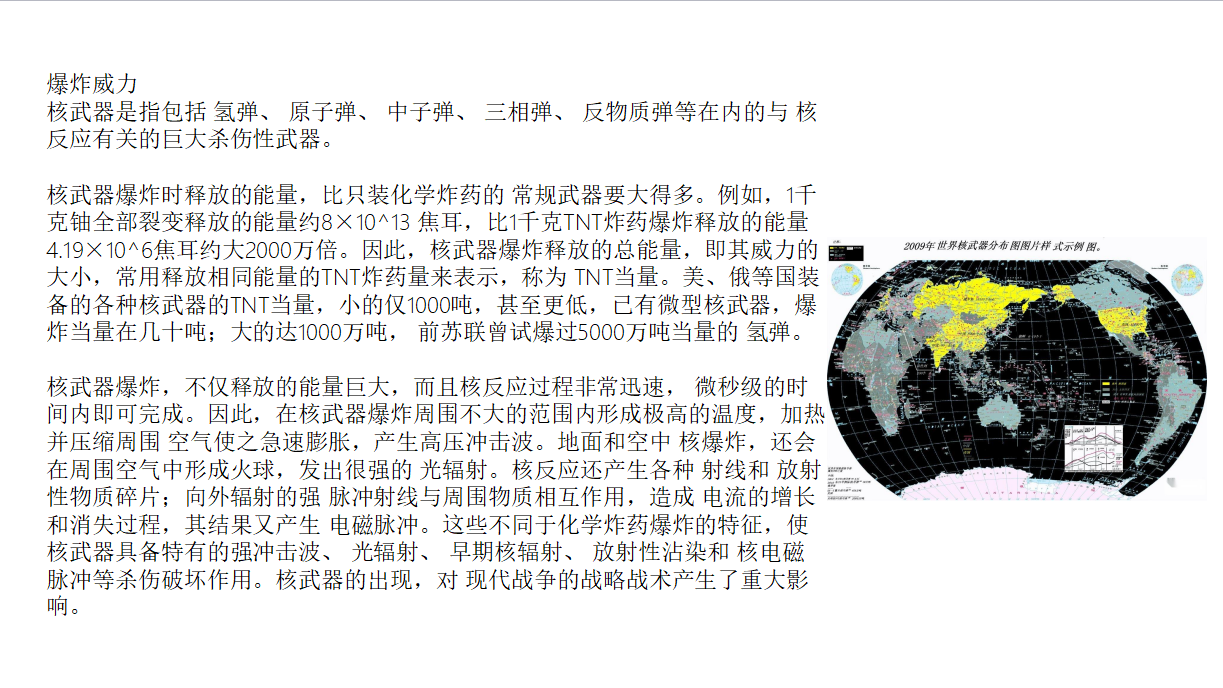 爆炸威力
核武器是指包括 氢弹、 原子弹、 中子弹、 三相弹、 反物质弹等在内的与 核
反应有关的巨大杀伤性武器。
核武器爆炸时释放的能量，比只装化学炸药的 常规武器要大得多。例如，1千
克铀全部裂变释放的能量约8×10^13 焦耳，比1千克TNT炸药爆炸释放的能量
4.19×10^6焦耳约大2000万倍。因此，核武器爆炸释放的总能量，即其威力的
大小，常用释放相同能量的TNT炸药量来表示，称为 TNT当量。美、俄等国装
备的各种核武器的TNT当量，小的仅1000吨，甚至更低，已有微型核武器，爆
炸当量在几十吨；大的达1000万吨， 前苏联曾试爆过5000万吨当量的 氢弹。
核武器爆炸，不仅释放的能量巨大，而且核反应过程非常迅速， 微秒级的时
间内即可完成。因此，在核武器爆炸周围不大的范围内形成极高的温度，加热
并压缩周围 空气使之急速膨胀，产生高压冲击波。地面和空中 核爆炸，还会
在周围空气中形成火球，发出很强的 光辐射。核反应还产生各种 射线和 放射
性物质碎片；向外辐射的强 脉冲射线与周围物质相互作用，造成 电流的增长
和消失过程，其结果又产生 电磁脉冲。这些不同于化学炸药爆炸的特征，使
核武器具备特有的强冲击波、 光辐射、 早期核辐射、 放射性沾染和 核电磁
脉冲等杀伤破坏作用。核武器的出现，对 现代战争的战略战术产生了重大影
响。
2009年世界核武器分布图图片样式示例图。